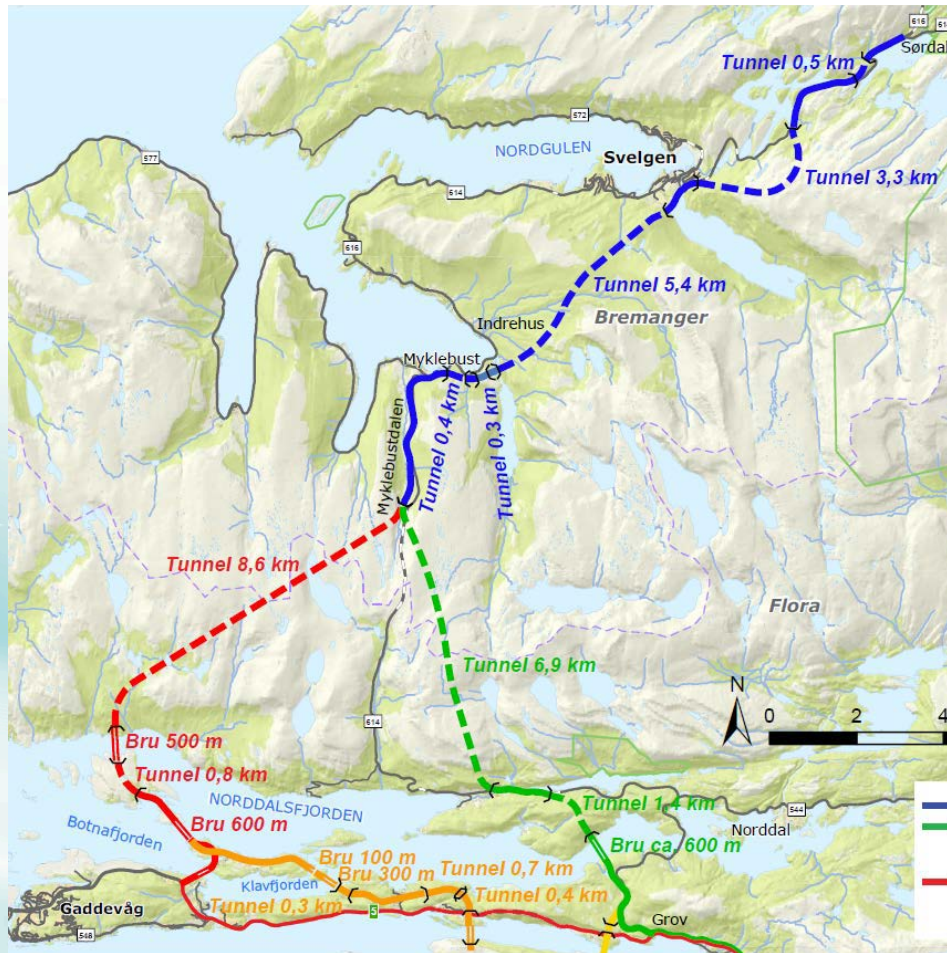 616
Sørdal
Tunnel 0,5 km
572
NORDGULEN
Svelgen
577
614
Tunnel 3,3 km
616
Tunnel 5,4 km
Indrehus
Bremanger
Myklebust
Myklebustdalen
Tunnel 0,4 km
Tunnel 0,3 km
Tunnel 8,6 km
Flora
Tunnel 6,9 km
N
0 2 4
614
Bru 500 m
Tunnel 0,8 km
NORDDALSFJORDEN
Tunnel 1,4 km
544
Bru 600 m
Norddal
Botnafjorden
Bru ca, 600 m
Bru 100 m
Bru 300 m
Tunnel 0,7 km
Klavfjorden
Tunnel 0,3 km
Tunnel 0,4 km
Gaddevåg
5
Grov
548